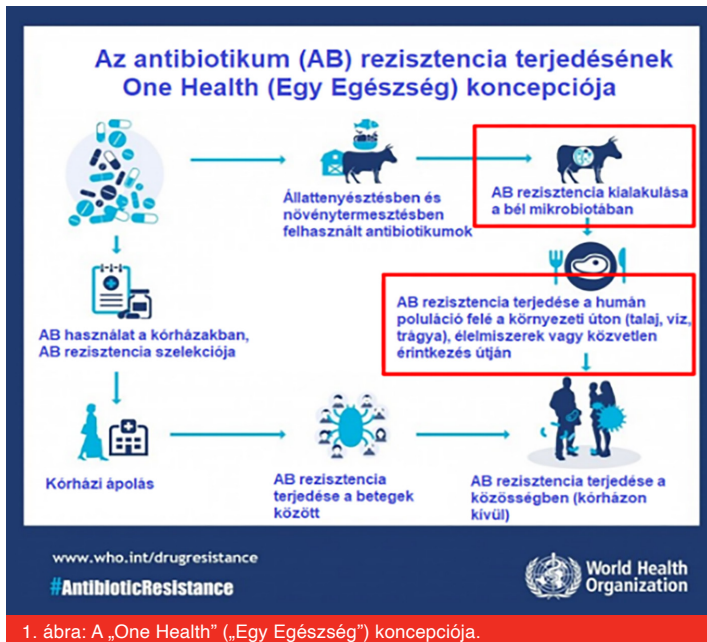 Az antibiotikum (AB) rezisztencia terjedésének
One Health (Egy Egészség) koncepciója
Állattenyésztésben és
növénytermesztésben
felhasznált antibiotikumok
AB rezisztencia kialakulása
a bél mikrobiotában
AB rezisztencia terjedése a humán
poluláció felé a környezeti úton (talaj, víz,
trágya), élelmiszerek vagy közvetlen
érintkezés útján
AB használat a kórházakban,
AB rezisztencia szelekciója
Kórházi ápolás
AB rezisztencia
terjedése a betegek
között
AB rezisztencia terjedése a
közösségben (kórházon
kívül)
www.who.int/drugresistance
#AntibioticResistance
World Health
Organization
1. ábra: A „One Health” („Egy Egészség”) koncepciója.